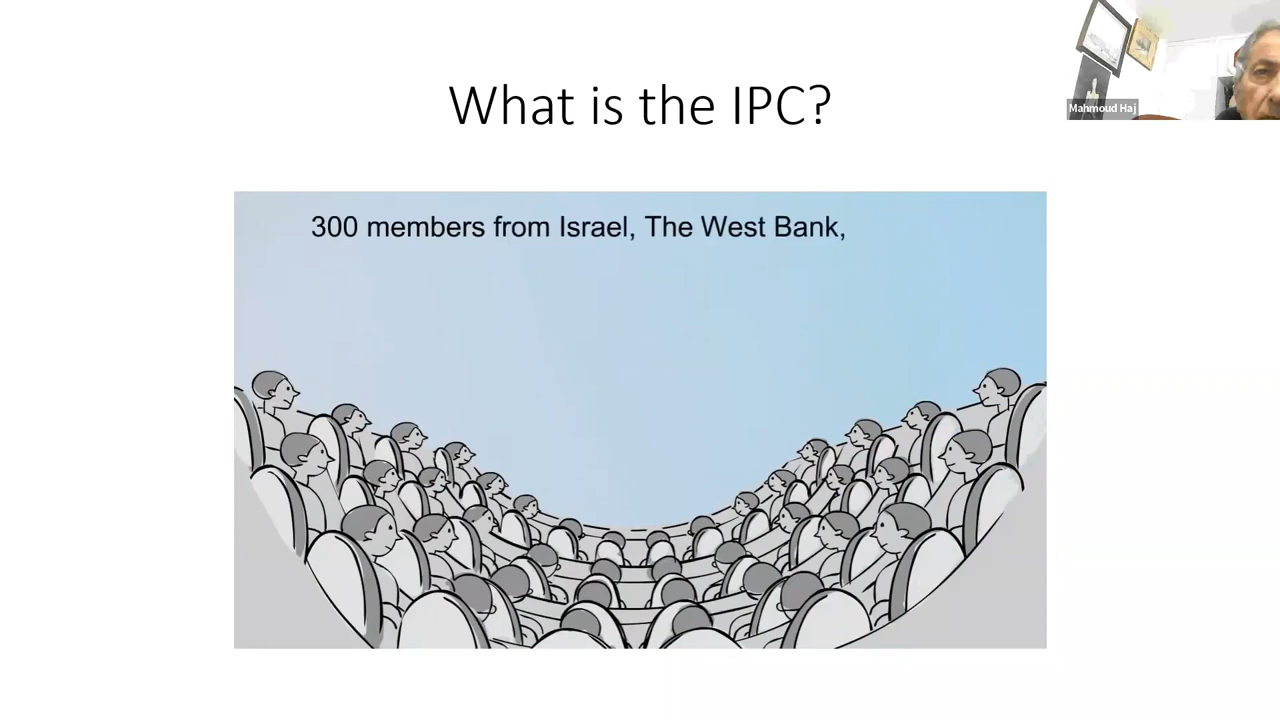 What is the IPC?
Mahmoud Haj
300 members from Israel, The West Bank,